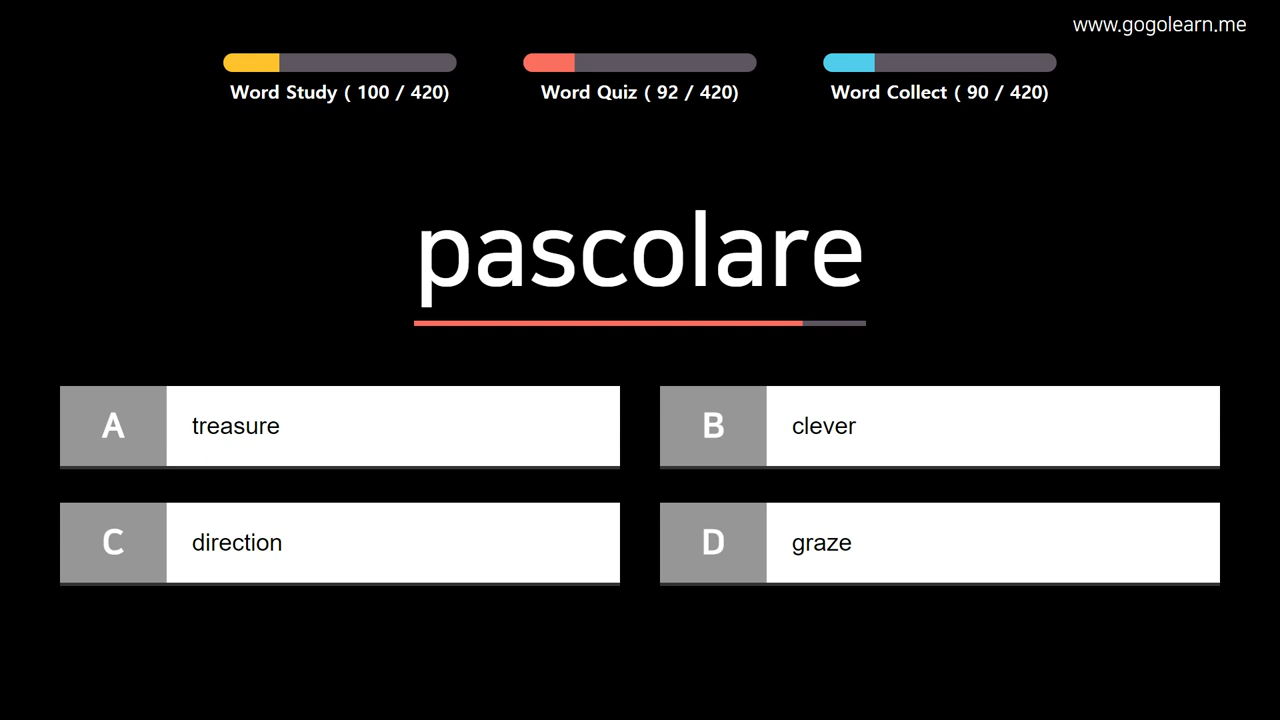 www.gogolearn.me
Word Study ( 100 / 420)
Word Quiz ( 92 / 420)
Word Collect ( 90 / 420)
pascolare
A treasure
B clever
C direction
D graze